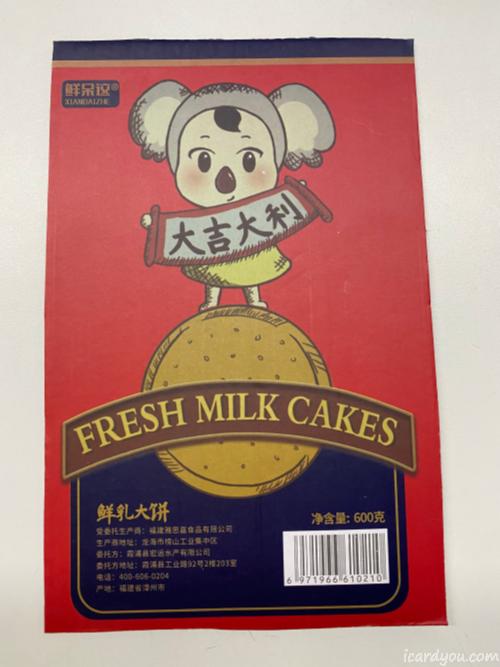 鲜呆这®
XIANDAIZHE
大吉大利
FRESH MILK CAKES
鲜乳大饼
受委托生产商：福建雅思嘉食品有限公司
生产商地址：龙海市榜山工业集中区
委托方：霞浦县宏运水产有限公司
委托方地址：霞浦县工业路92号2楼203室
电话：400-606-0204
产地：福建省漳州市
净含量：600克
6 971966 610210
icardyou.com